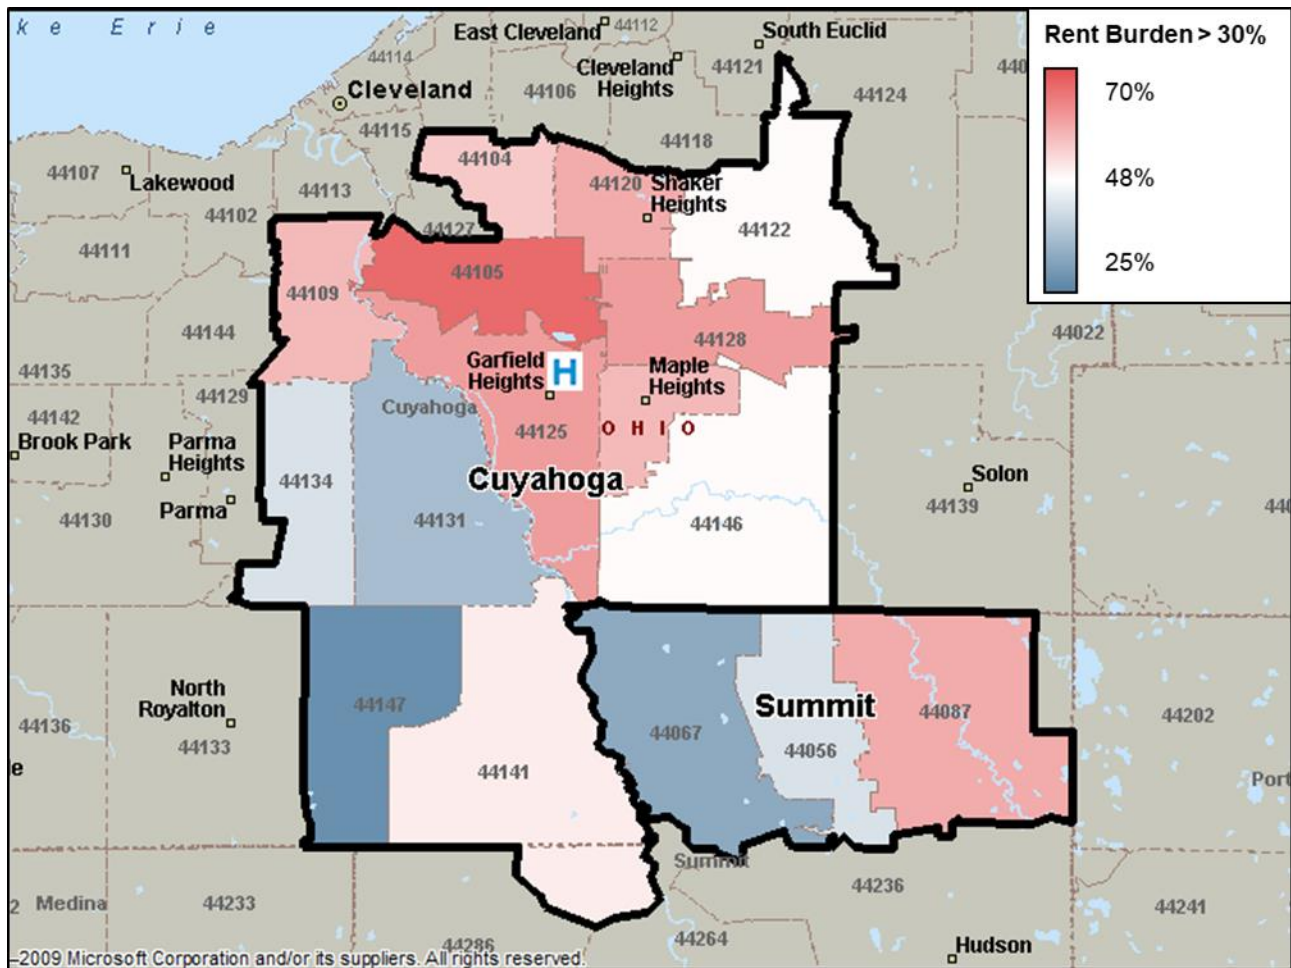 ke Erie
East Cleveland
44112
South Euclid
44114
Cleveland
Heights
44121
Cleveland
44106
44124
44115
44118
44104
44107
Lakewood
44113
44120
Shaker
Heights
44102
44127
44122
44111
44105
44109
44144
44128
44022
Garfield
Heights
H
Maple
Heights
44135
44129
Cuyahoga
44142
Brook Park
Parma
Heights
44125
OHIO
Cuyahoga
Solon
44134
44139
Parma
44130
44131
44146
North
Royalton
44147
Summit
44087
44136
44133
44067
44056
44202
e
44141
Port
Summit
44236
2
Medina
44233
44241
44286
44264
Hudson
–2009 Microsoft Corporation and/or its suppliers. All rights reserved.
Rent Burden > 30%
70%
48%
25%